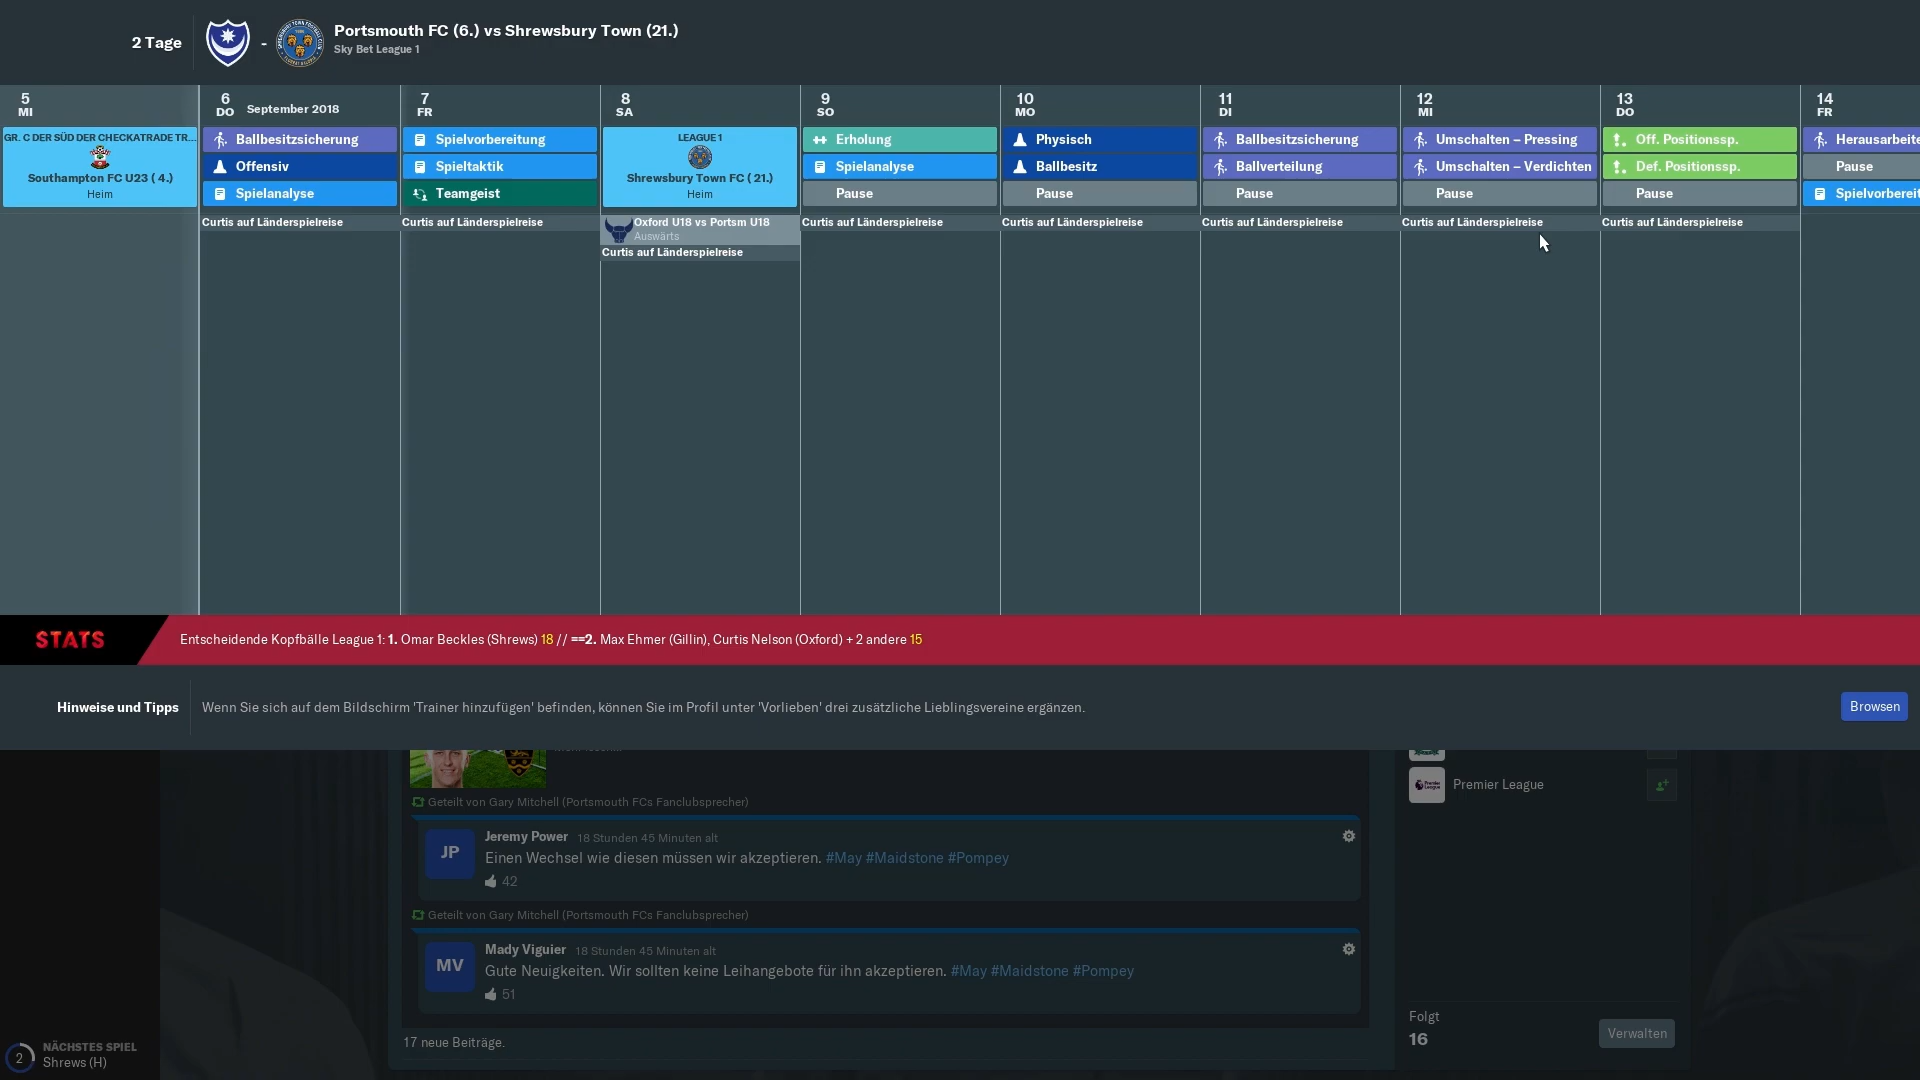 2 Tage
-
Portsmouth FC (6.) vs Shrewsbury Town (21.)
Sky Bet League 1
5
MI
GR. C DER SÜD DER CHECKATRADE TR...
Southampton FC U23 ( 4.)
Heim
6
DO
September 2018
Ballbesitzsicherung
Offensiv
Spielanalyse
Curtis auf Länderspielreise
7
FR
Spielvorbereitung
Spieltaktik
Teamgeist
Curtis auf Länderspielreise
8
SA
LEAGUE 1
Shrewsbury Town FC ( 21.)
Heim
Oxford U18 vs Portsm U18
Auswärts
Curtis auf Länderspielreise
9
SO
Erholung
Spielanalyse
Pause
Curtis auf Länderspielreise
10
MO
Physisch
Ballbesitz
Pause
Curtis auf Länderspielreise
11
DI
Ballbesitzsicherung
Ballverteilung
Pause
Curtis auf Länderspielreise
12
MI
Umschalten – Pressing
Umschalten – Verdichten
Pause
Curtis auf Länderspielreise
13
DO
Off. Positionssp.
Def. Positionssp.
Pause
Curtis auf Länderspielreise
14
FR
Herausarbeite
Pause
Spielvorbereit
STATS
Entscheidende Kopfbälle League 1: 1. Omar Beckles (Shrews) 18 // ==2. Max Ehmer (Gillin), Curtis Nelson (Oxford) + 2 andere 15
Hinweise und Tipps
Wenn Sie sich auf dem Bildschirm 'Trainer hinzufügen' befinden, können Sie im Profil unter 'Vorlieben' drei zusätzliche Lieblingsvereine ergänzen.
Browsen
Premier League
Geteilt von Gary Mitchell (Portsmouth FCs Fanclubsprecher)
JP
Jeremy Power 18 Stunden 45 Minuten alt
Einen Wechsel wie diesen müssen wir akzeptieren. #May #Maidstone #Pompey
42
Geteilt von Gary Mitchell (Portsmouth FCs Fanclubsprecher)
MV
Mady Viguier 18 Stunden 45 Minuten alt
Gute Neuigkeiten. Wir sollten keine Leihangebote für ihn akzeptieren. #May #Maidstone #Pompey
51
17 neue Beiträge.
Folgt
16
Verwalten
2
NÄCHSTES SPIEL
Shrews (H)